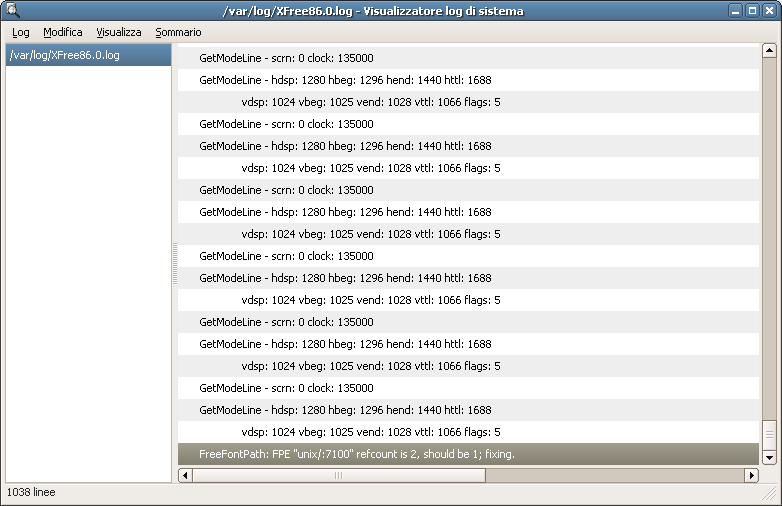 /var/log/XFree86.0.log - Visualizzatore log di sistema
Log Modifica Visualizza Sommario
/var/log/XFree86.0.log
GetModeLine - scrn: 0 clock: 135000
GetModeLine - hdsp: 1280 hbeg: 1296 hend: 1440 httl: 1688
vdsp: 1024 vbeg: 1025 vend: 1028 vttl: 1066 flags: 5
GetModeLine - scrn: 0 clock: 135000
GetModeLine - hdsp: 1280 hbeg: 1296 hend: 1440 httl: 1688
vdsp: 1024 vbeg: 1025 vend: 1028 vttl: 1066 flags: 5
GetModeLine - scrn: 0 clock: 135000
GetModeLine - hdsp: 1280 hbeg: 1296 hend: 1440 httl: 1688
vdsp: 1024 vbeg: 1025 vend: 1028 vttl: 1066 flags: 5
GetModeLine - scrn: 0 clock: 135000
GetModeLine - hdsp: 1280 hbeg: 1296 hend: 1440 httl: 1688
vdsp: 1024 vbeg: 1025 vend: 1028 vttl: 1066 flags: 5
GetModeLine - scrn: 0 clock: 135000
GetModeLine - hdsp: 1280 hbeg: 1296 hend: 1440 httl: 1688
vdsp: 1024 vbeg: 1025 vend: 1028 vttl: 1066 flags: 5
GetModeLine - scrn: 0 clock: 135000
GetModeLine - hdsp: 1280 hbeg: 1296 hend: 1440 httl: 1688
vdsp: 1024 vbeg: 1025 vend: 1028 vttl: 1066 flags: 5
FreeFontPath: FPE "unix/:7100" refcount is 2, should be 1; fixing.
1038 linee